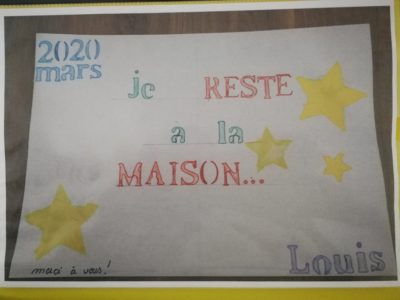 2020
mars
je RESTE
à la
MAISON...
merci à vous!
Louis